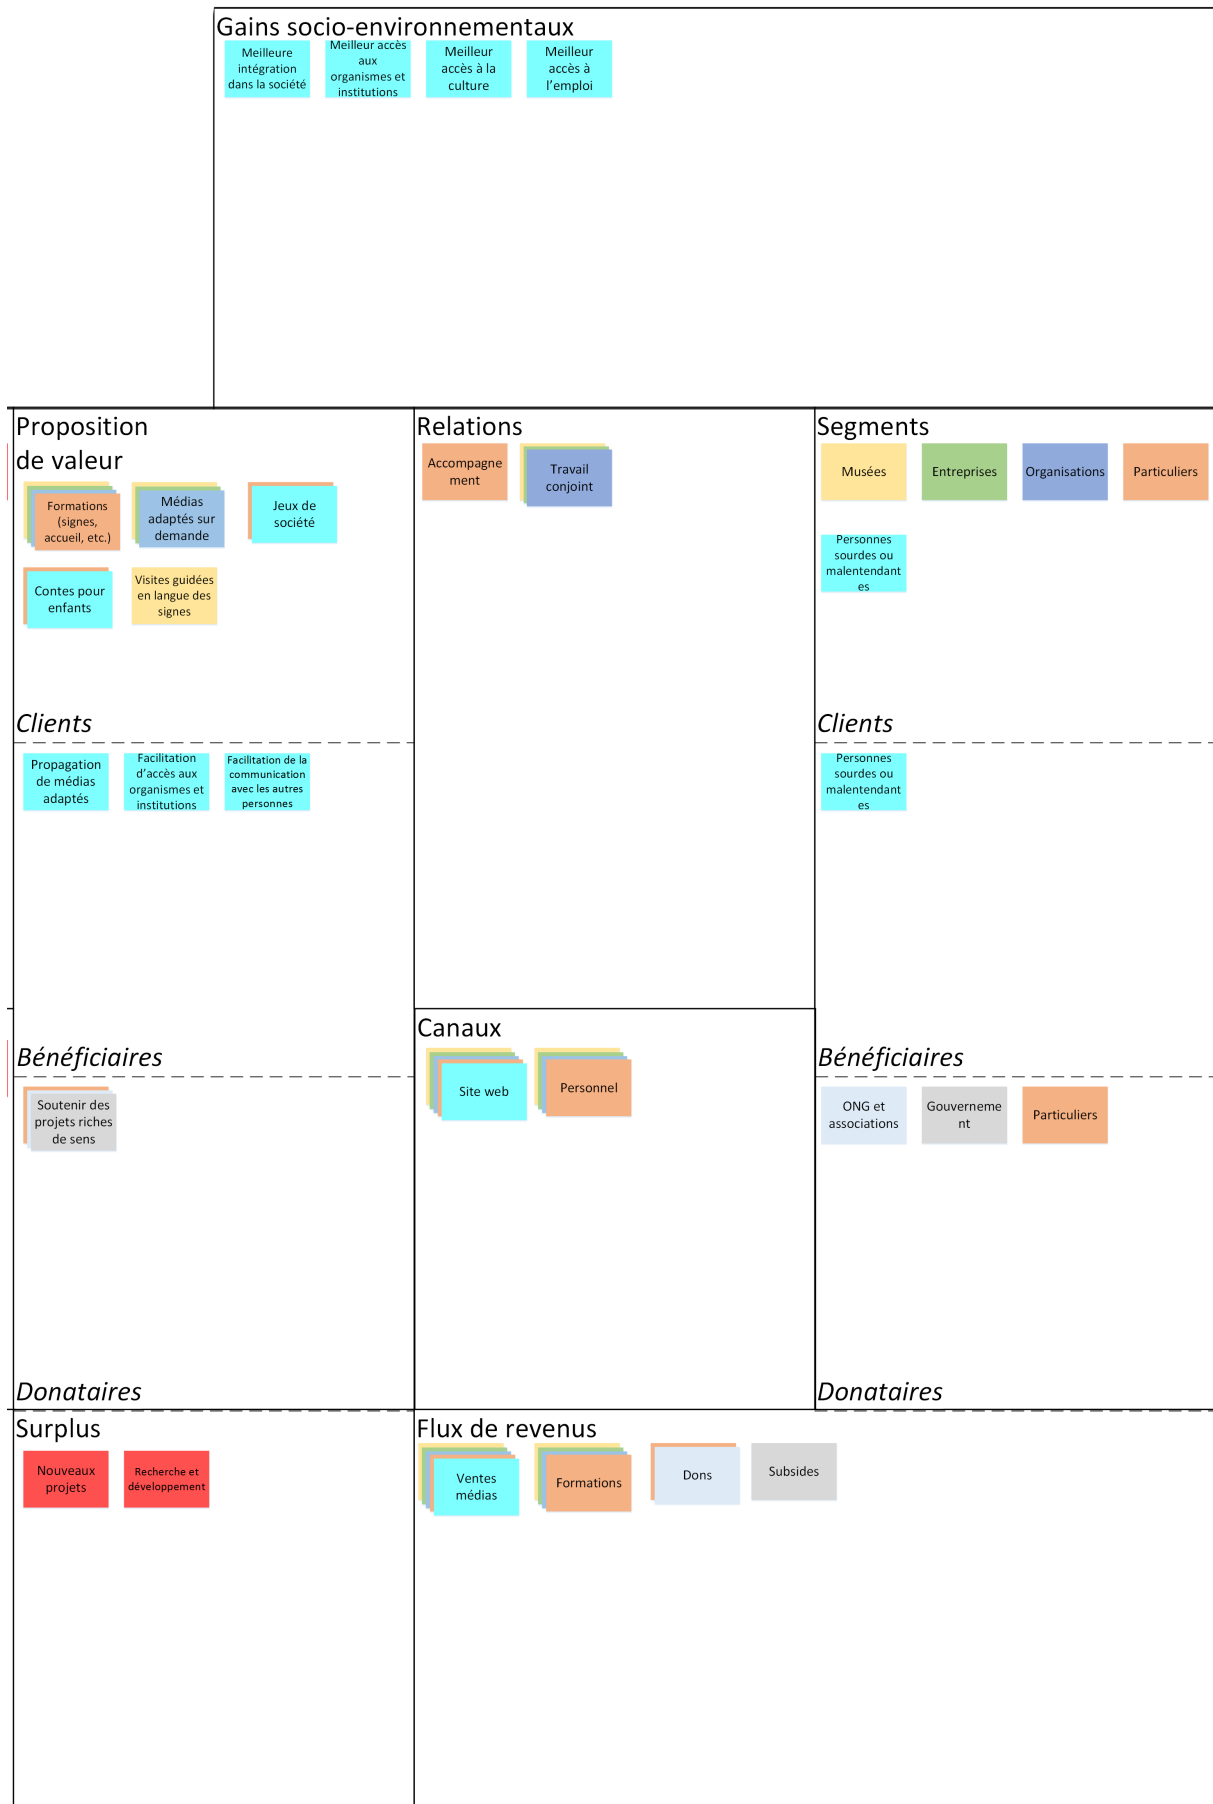 Gains socio-environnementaux
Meilleure
intégration
dans la société
Meilleur accès
aux
organismes et
institutions
Meilleur
accès à la
culture
Meilleur
accès à
l’emploi
Proposition
de valeur
Formations
(signes,
accueil, etc.)
Médias
adaptés sur
demande
Jeux de
société
Contes pour
enfants
Visites guidées
en langue des
signes
Clients
Propagation
de médias
adaptés
Facilitation
d’accès aux
organismes et
institutions
Facilitation de la
communication
avec les autres
personnes
Bénéficiaires
Soutenir des
projets riches
de sens
Donataires
Relations
Accompagne
ment
Travail
conjoint
Canaux
Site web
Personnel
Segments
Musées
Entreprises
Organisations
Particuliers
Personnes
sourdes ou
malentendant
es
Clients
Personnes
sourdes ou
malentendant
es
Bénéficiaires
ONG et
associations
Gouverneme
nt
Particuliers
Donataires
Surplus
Nouveaux
projets
Recherche et
développement
Flux de revenus
Ventes
médias
Formations
Dons
Subsides